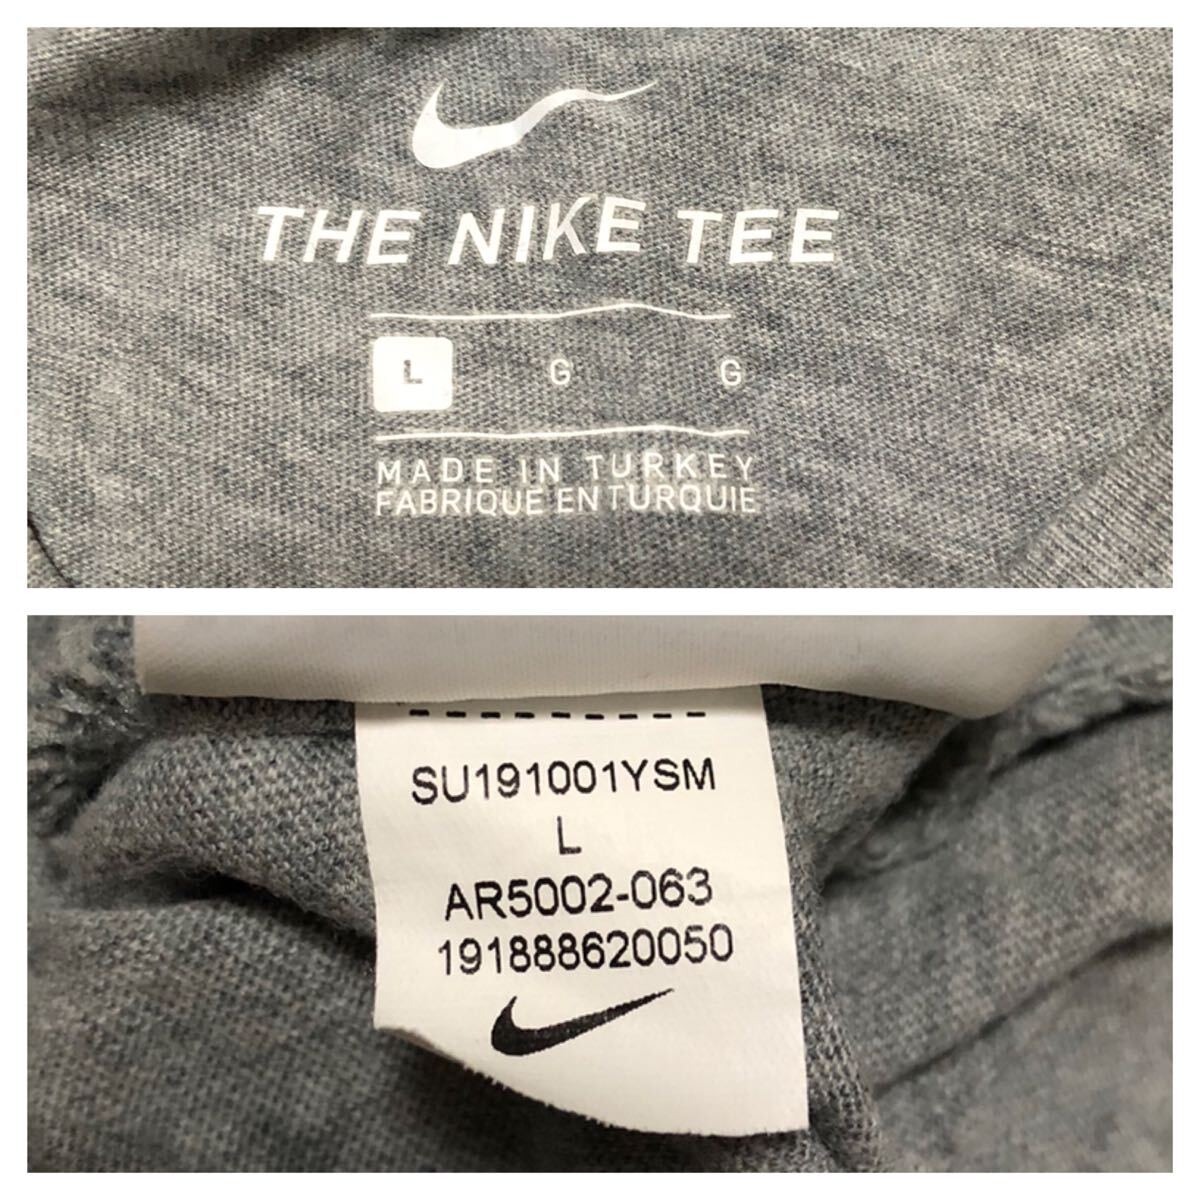 THE NIKE TEE
L G G
MADE IN TURKEY
FABRIQUE EN TURQUIE
SU191001YSM
L
AR5002-063
191888620050